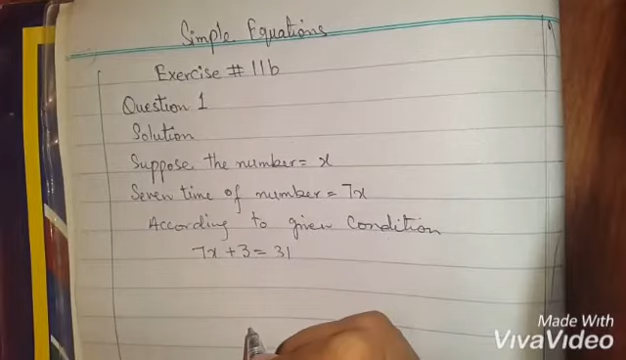 Simple Equations
Exercise # 11b
Question 1
Solution
Suppose the number = x
Seven time of number = 7x
According to given Condition
7x + 3 = 31
Made With
VivaVideo